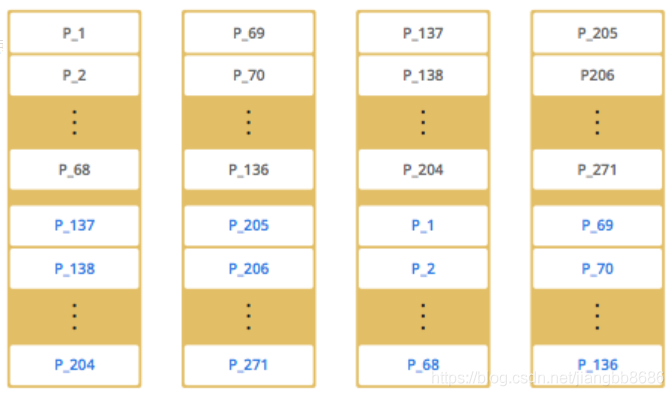 P_1 P_69 P_137 P_205
P_2 P_70 P_138 P206
P_68 P_136 P_204 P_271
P_137 P_205 P_1 P_69
P_138 P_206 P_2 P_70
P_204 P_271 P_68 P_136
https://blog.csdn.net/jiangbb8686